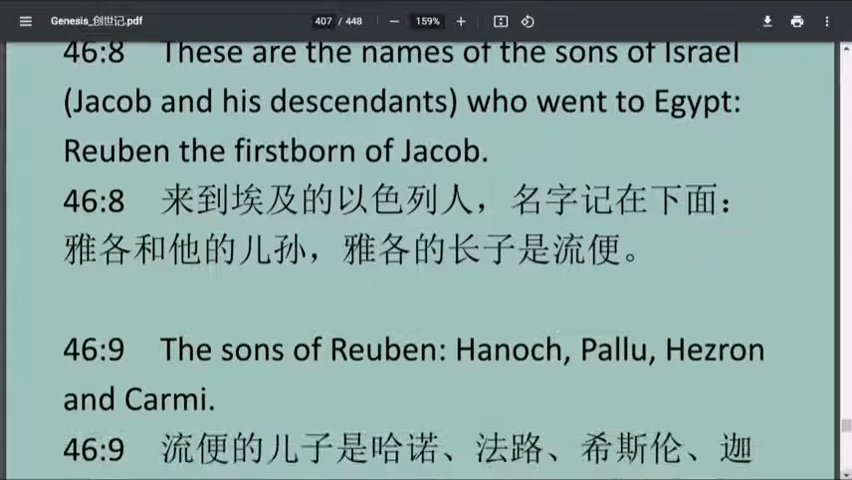 Genesis_创世记.pdf
407 / 448
159%
46:8 These are the names of the sons of Israel
(Jacob and his descendants) who went to Egypt:
Reuben the firstborn of Jacob.
46:8 来到埃及的以色列人，名字记在下面：
雅各和他的儿孙，雅各的长子是流便。
46:9 The sons of Reuben: Hanoch, Pallu, Hezron
and Carmi.
46:9 流便的儿子是哈诺、法路、希斯伦、迦